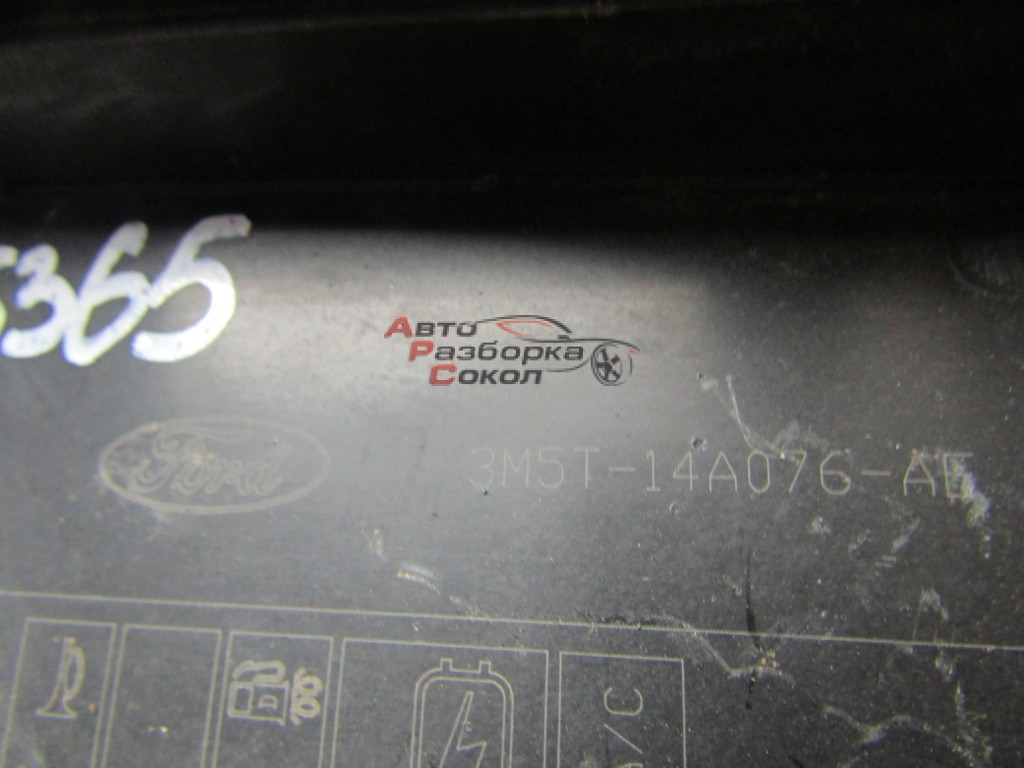 5365
Авто
Разборка
Сокол
Ford
3M5T-14A076-AE
/C